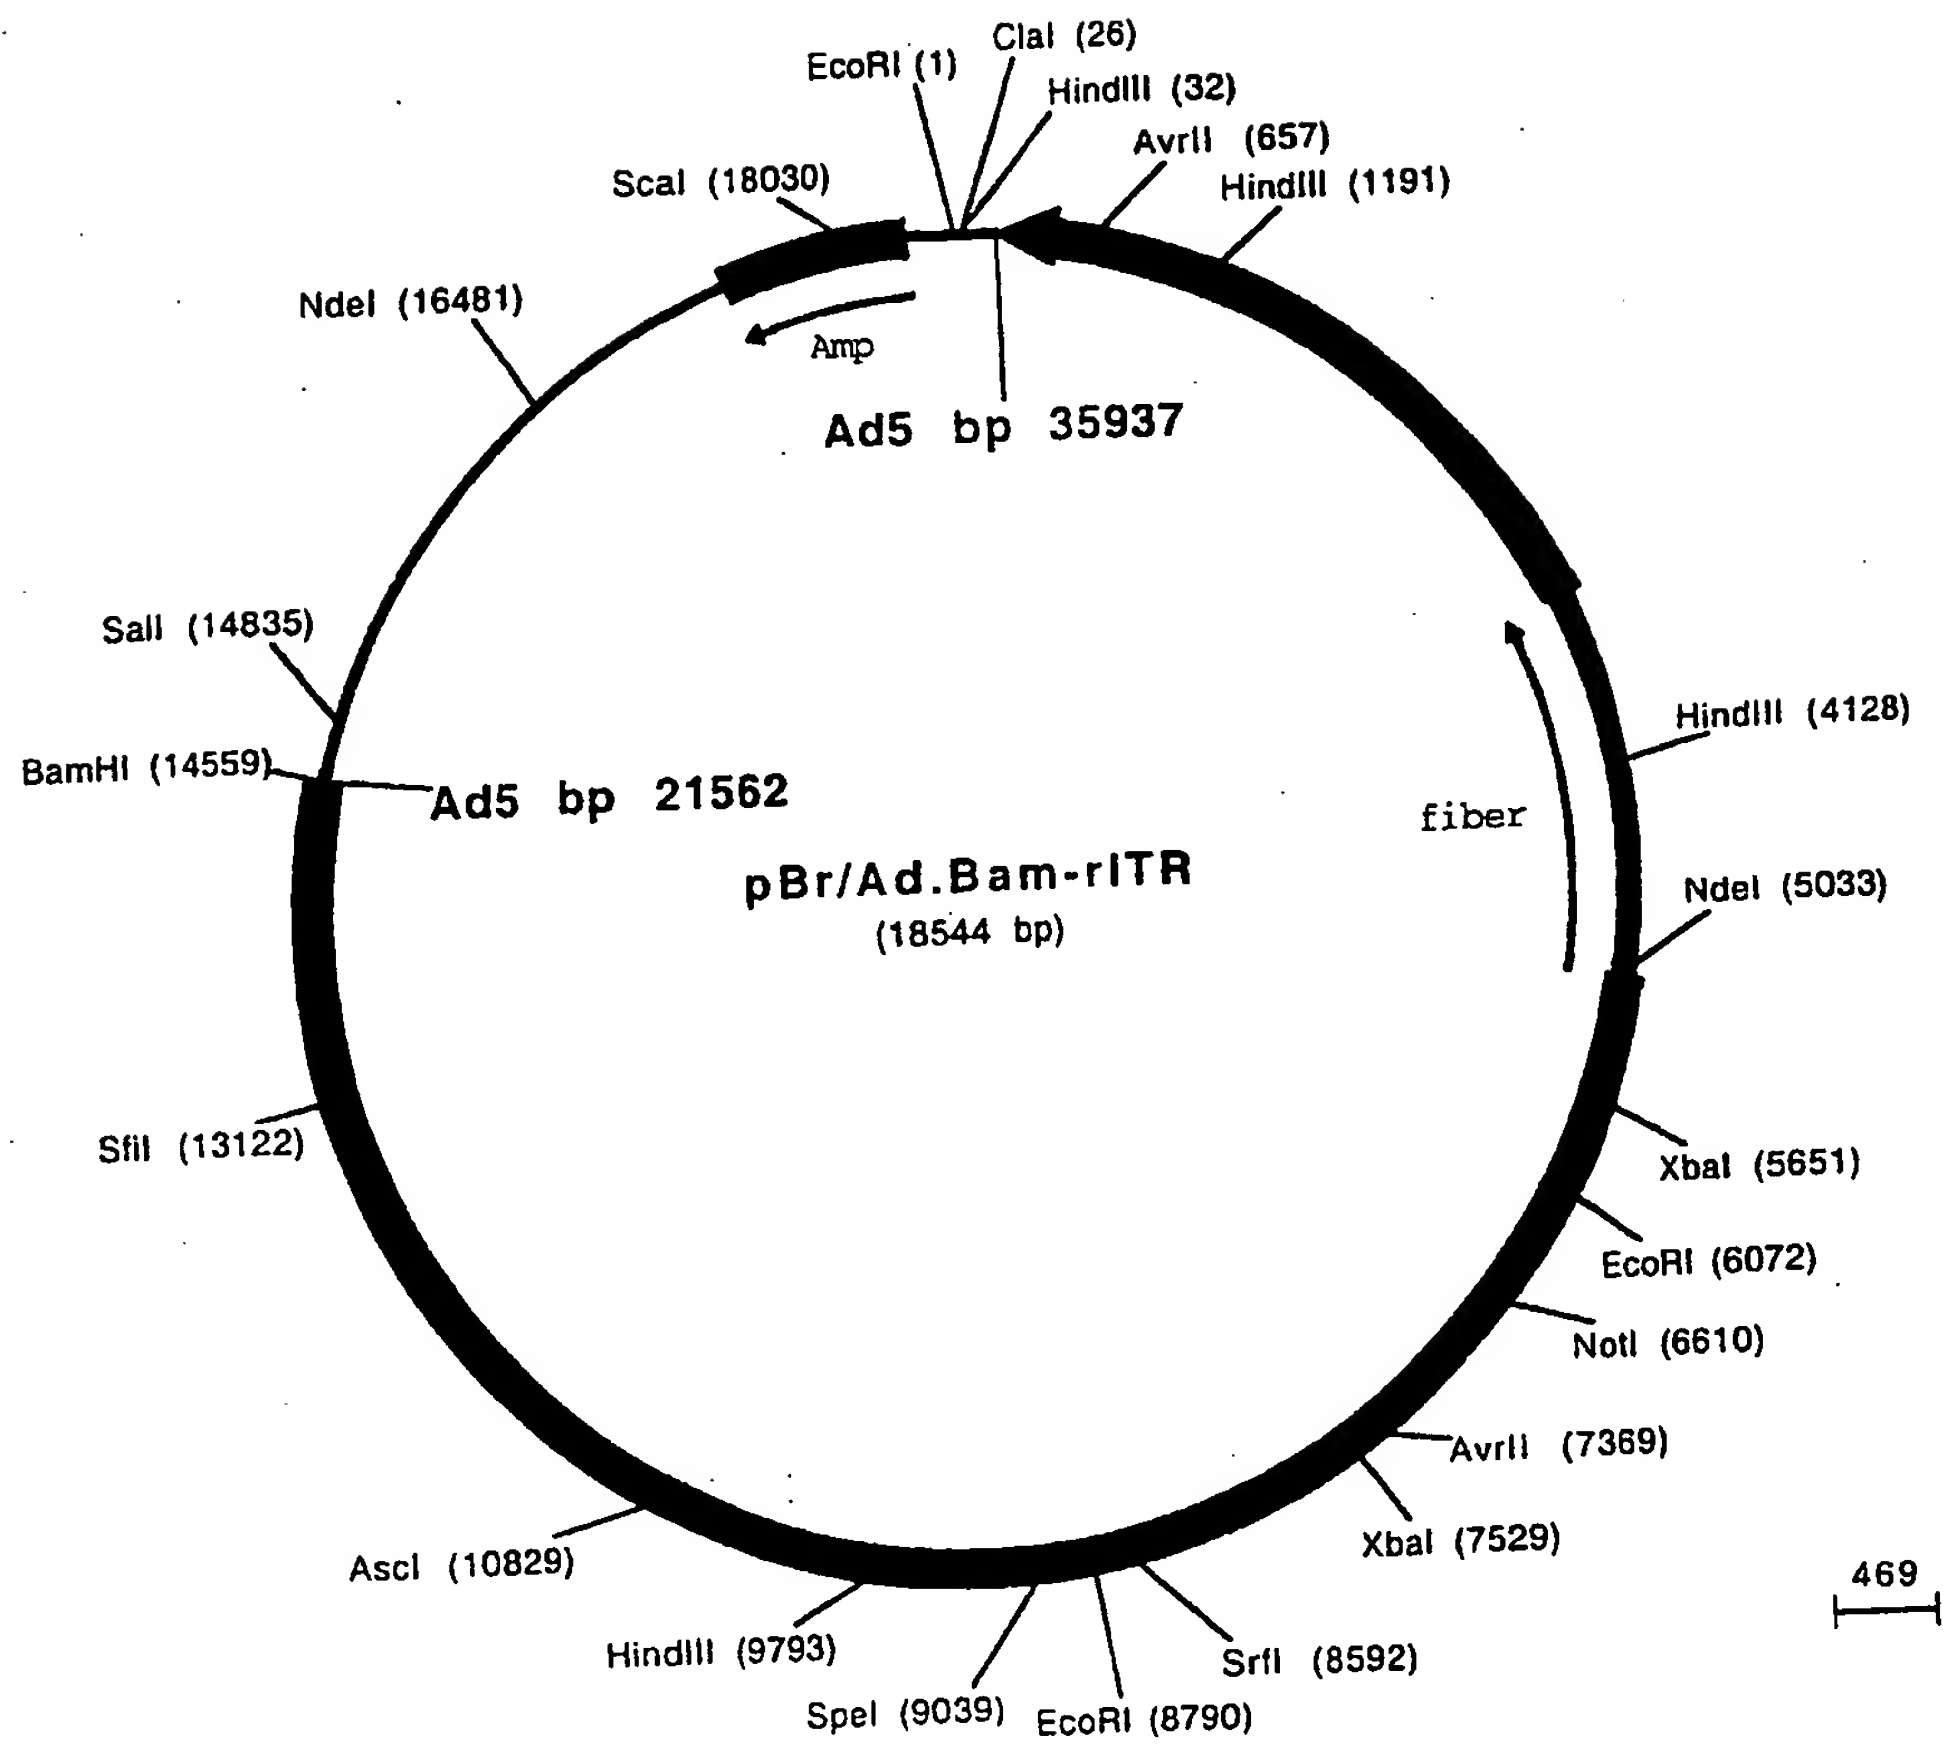 ClaI (26)
EcoRI (1)
HindIII (32)
AvrII (657)
ScaI (18030)
HindIII (1191)
NdeI (16481)
Amp
Ad5 bp 35937
SalI (14835)
HindIII (4128)
BamHI (14559)
Ad5 bp 21562
fiber
pBr/Ad.Bam-rITR
(18544 bp)
NdeI (5033)
SfiI (13122)
XbaI (5651)
EcoRI (6072)
NotI (6610)
AvrII (7369)
XbaI (7529)
AscI (10829)
469
HindIII (9793)
SrfI (8592)
SpeI (9039)
EcoRI (8790)